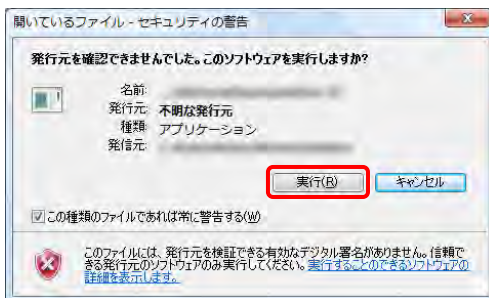 開いているファイル - セキュリティの警告
発行元を確認できませんでした。このソフトウェアを実行しますか?
名前:
発行元: 不明な発行元
種類: アプリケーション
発信元:
実行(R)
キャンセル
この種類のファイルであれば常に警告する(W)
このファイルには、発行元を検証できる有効なデジタル署名がありません。信頼で
きる発行元のソフトウェアのみ実行してください。実行することのできるソフトウェアの
詳細を表示します。